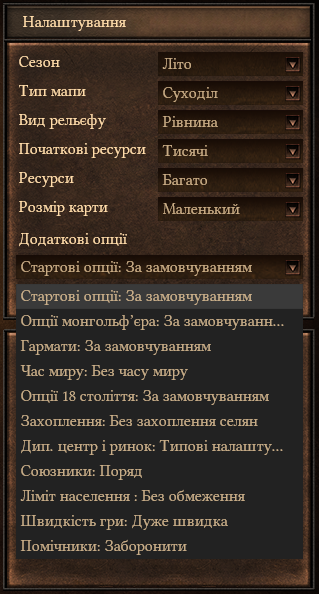 Налаштування
Сезон Літо
Тип мапи Суходіл
Вид рельєфу Рівнина
Початкові ресурси Тисячі
Ресурси Багато
Розмір карти Маленький
Додаткові опції
Стартові опції: За замовчуванням
Стартові опції: За замовчуванням
Опції монгольф’єра: За замовчуванн...
Гармати: За замовчуванням
Час миру: Без часу миру
Опції 18 століття: За замовчуванням
Захоплення: Без захоплення селян
Дип. центр і ринок: Типові налашту...
Союзники: Поряд
Ліміт населення : Без обмеження
Швидкість гри: Дуже швидка
Помічники: Заборонити